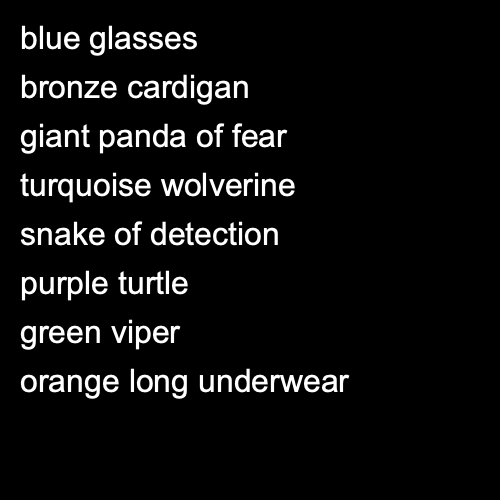 blue glasses
bronze cardigan
giant panda of fear
turquoise wolverine
snake of detection
purple turtle
green viper
orange long underwear